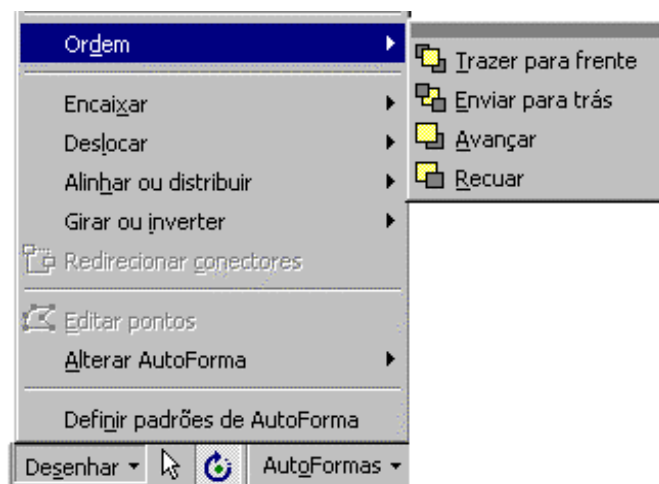 Ordem
Trazer para frente
Enviar para trás
Avançar
Recuar
Encaixar
Deslocar
Alinhar ou distribuir
Girar ou inverter
Redirecionar conectores
Editar pontos
Alterar AutoForma
Definir padrões de AutoForma
Desenhar AutoFormas